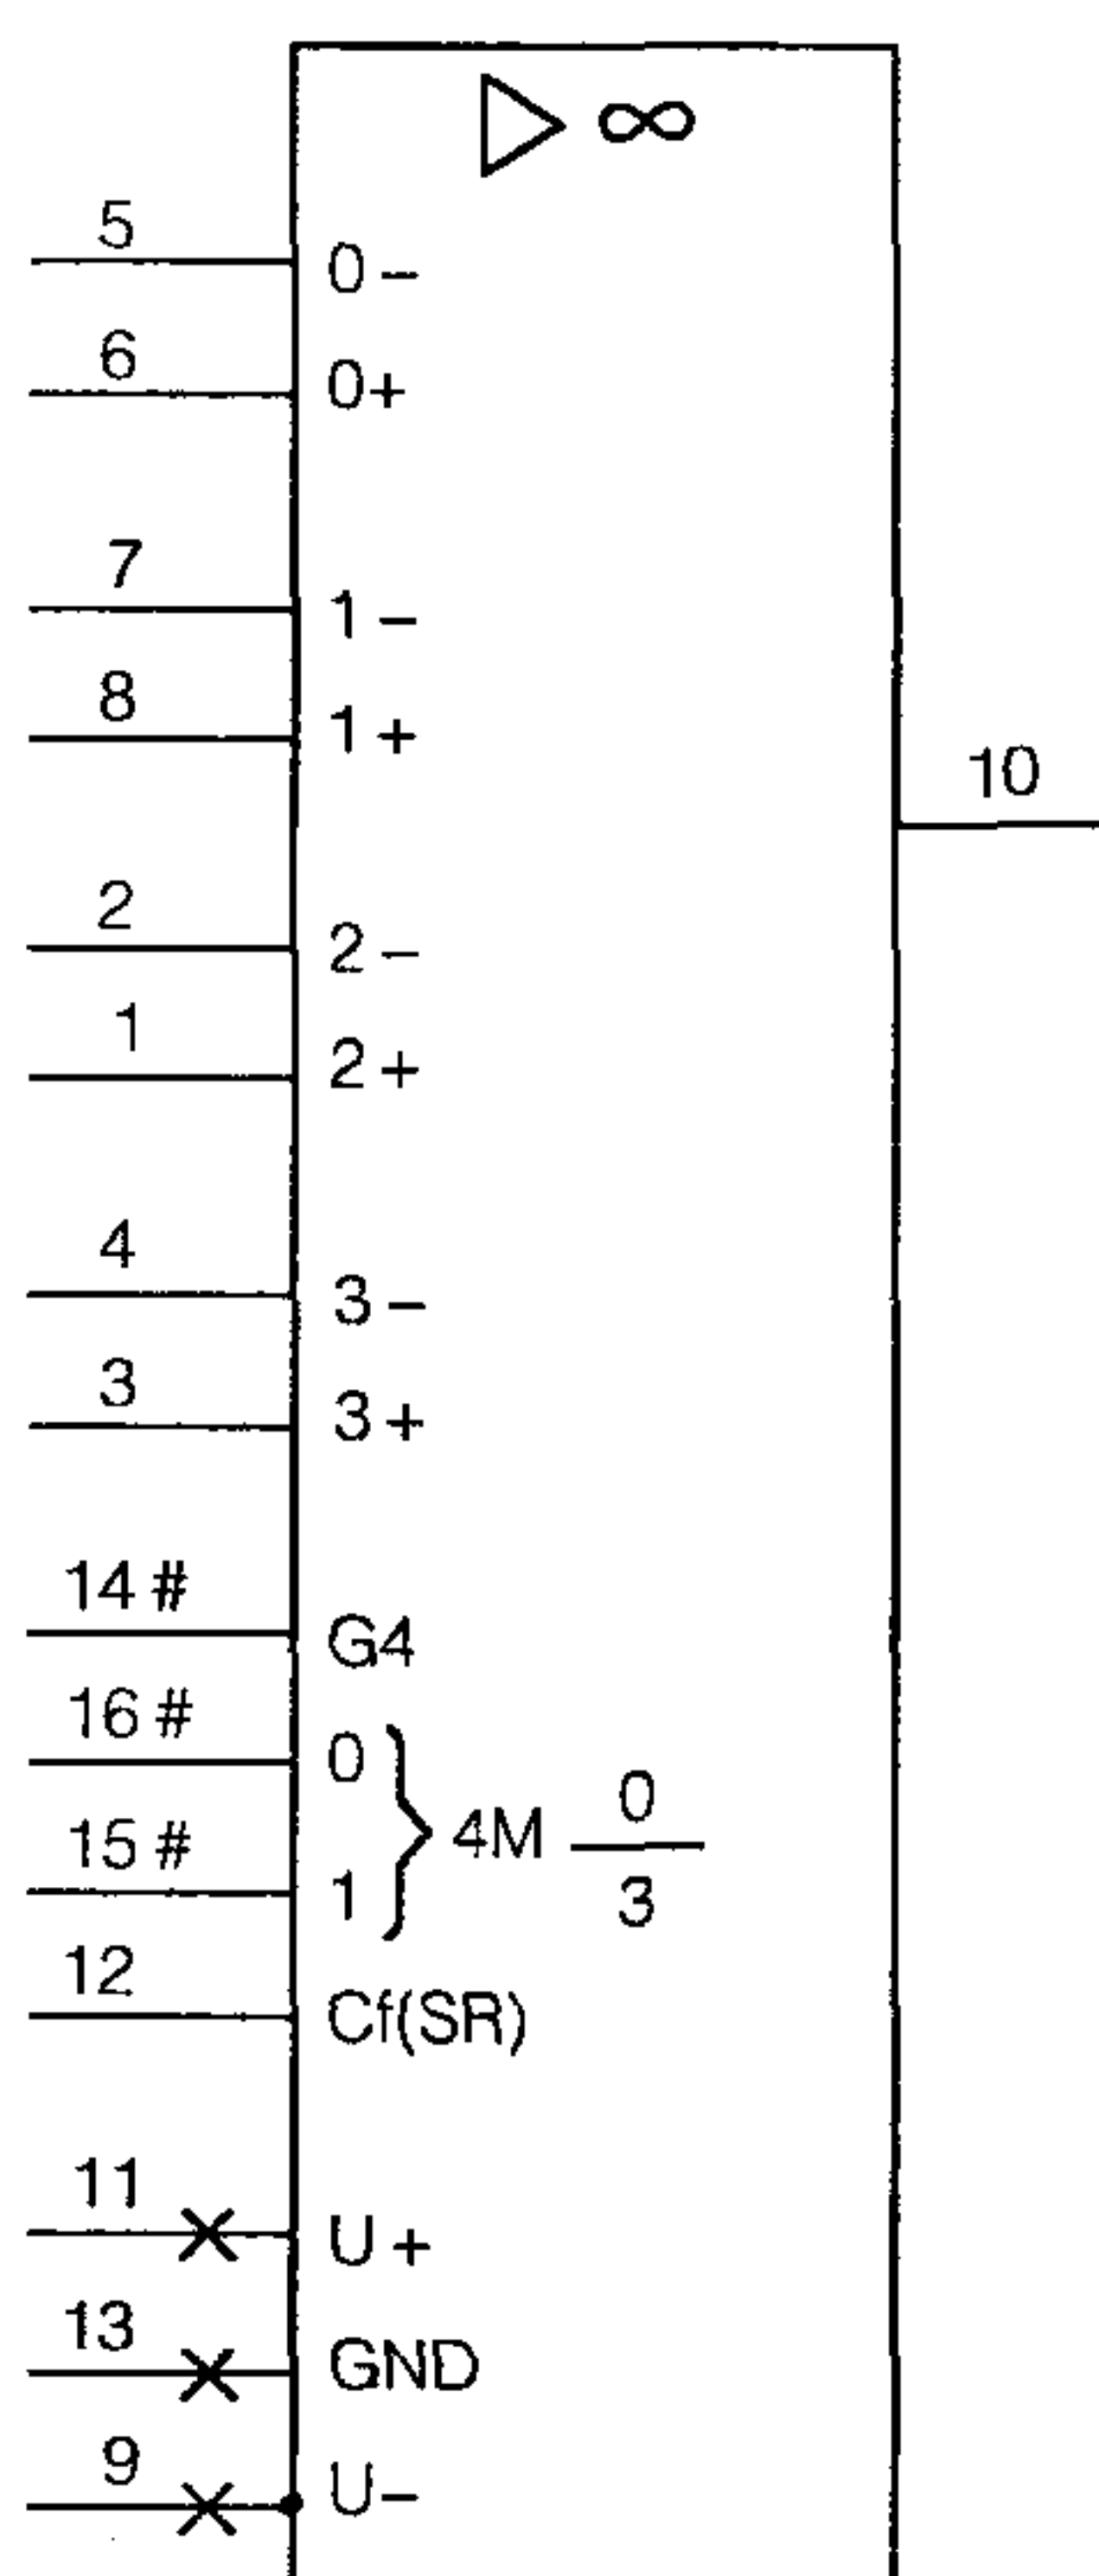 ▷ ∞
5 0-
6 0+
7 1-
8 1+
10
2 2-
1 2+
4 3-
3 3+
14# G4
16# 0
15# 1
4M 0/3
12 Cf(SR)
11 U+
13 GND
9 U-